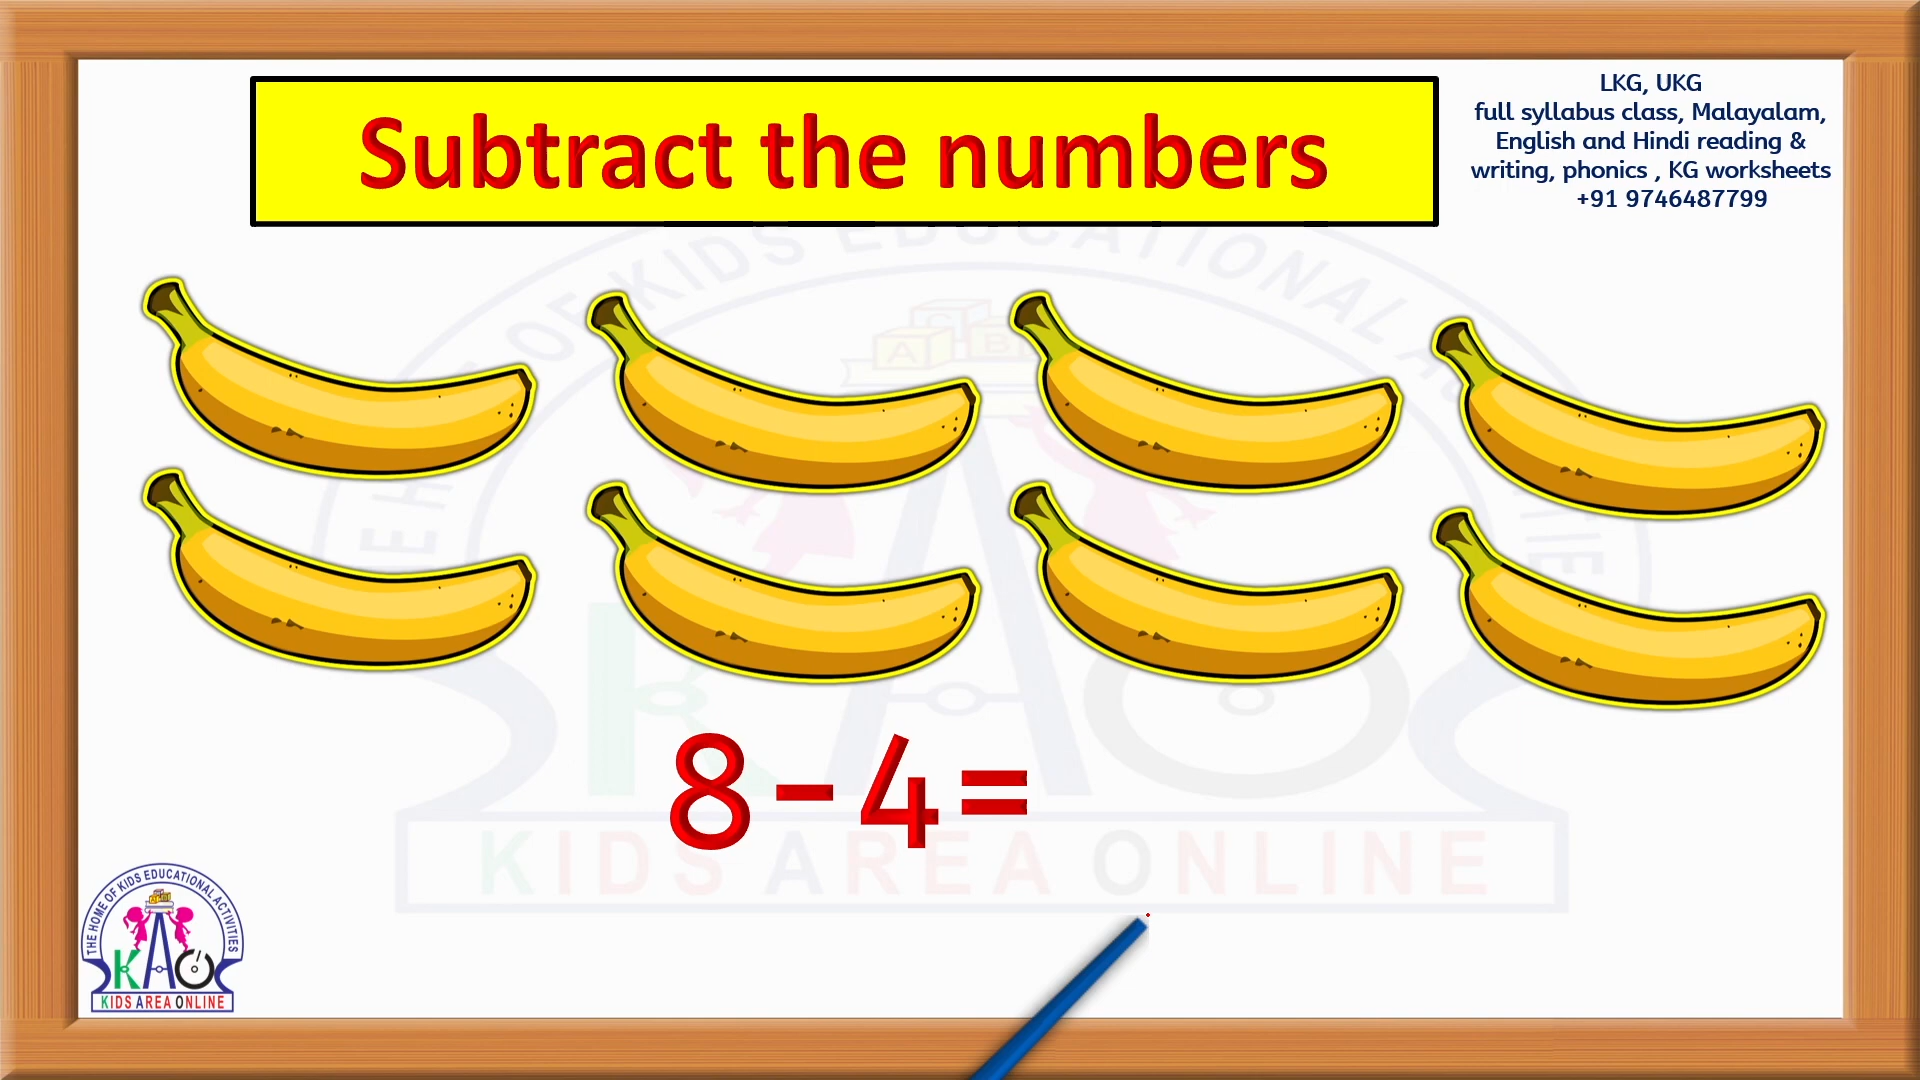 Subtract the numbers
LKG, UKG
full syllabus class, Malayalam,
English and Hindi reading &
writing, phonics , KG worksheets
+91 9746487799
8-4=
KIDS AREA ONLINE
THE HOME OF KIDS EDUCATIONAL ACTIVITIES
KAO
KIDS AREA ONLINE